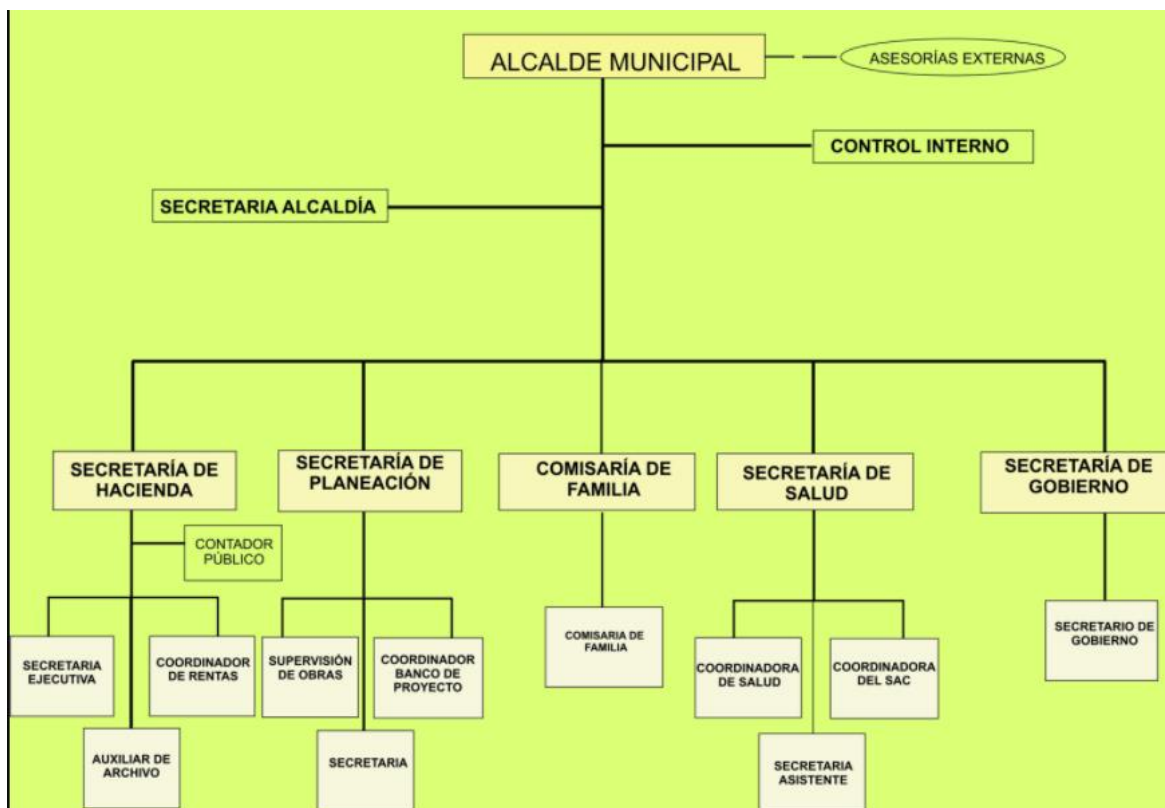 ALCALDE MUNICIPAL
ASESORÍAS EXTERNAS
CONTROL INTERNO
SECRETARIA ALCALDÍA
SECRETARÍA DE
HACIENDA
SECRETARÍA DE
PLANEACIÓN
COMISARÍA DE
FAMILIA
SECRETARÍA DE
SALUD
SECRETARÍA DE
GOBIERNO
CONTADOR
PÚBLICO
SECRETARIA
EJECUTIVA
COORDINADOR
DE RENTAS
SUPERVISIÓN
DE OBRAS
COORDINADOR
BANCO DE
PROYECTO
COMISARIA DE
FAMILIA
COORDINADORA
DE SALUD
COORDINADORA
DEL SAC
SECRETARIO DE
GOBIERNO
AUXILIAR DE
ARCHIVO
SECRETARIA
SECRETARIA
ASISTENTE